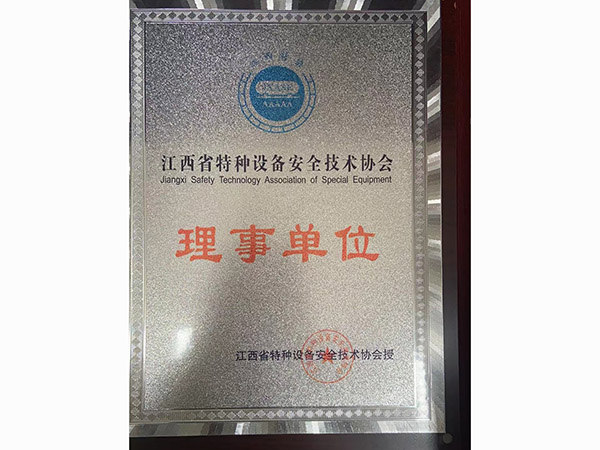 江西省特种设备安全技术协会
Jiangxi Safety Technology Association of Special Equipment
理事单位
江西省特种设备安全技术协会授